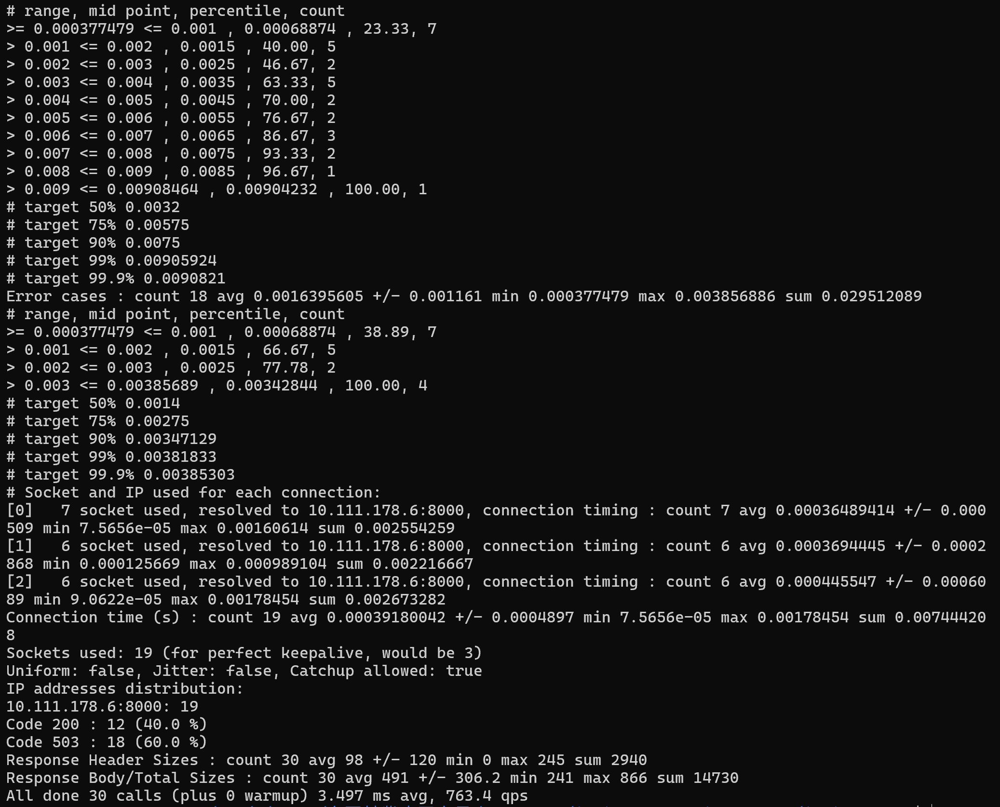 # range, mid point, percentile, count
>= 0.000377479 <= 0.001 , 0.00068874 , 23.33, 7
> 0.001 <= 0.002 , 0.0015 , 40.00, 5
> 0.002 <= 0.003 , 0.0025 , 46.67, 2
> 0.003 <= 0.004 , 0.0035 , 63.33, 5
> 0.004 <= 0.005 , 0.0045 , 70.00, 2
> 0.005 <= 0.006 , 0.0055 , 76.67, 2
> 0.006 <= 0.007 , 0.0065 , 86.67, 3
> 0.007 <= 0.008 , 0.0075 , 93.33, 2
> 0.008 <= 0.009 , 0.0085 , 96.67, 1
> 0.009 <= 0.00908464 , 0.00904232 , 100.00, 1
# target 50% 0.0032
# target 75% 0.00575
# target 90% 0.0075
# target 99% 0.00905924
# target 99.9% 0.0090821
Error cases : count 18 avg 0.0016395605 +/- 0.001161 min 0.000377479 max 0.003856886 sum 0.029512089
# range, mid point, percentile, count
>= 0.000377479 <= 0.001 , 0.00068874 , 38.89, 7
> 0.001 <= 0.002 , 0.0015 , 66.67, 5
> 0.002 <= 0.003 , 0.0025 , 77.78, 2
> 0.003 <= 0.00385689 , 0.00342844 , 100.00, 4
# target 50% 0.0014
# target 75% 0.00275
# target 90% 0.00347129
# target 99% 0.00381833
# target 99.9% 0.00385303
# Socket and IP used for each connection:
[0]   7 socket used, resolved to 10.111.178.6:8000, connection timing : count 7 avg 0.00036489414 +/- 0.000
509 min 7.5656e-05 max 0.00160614 sum 0.002554259
[1]   6 socket used, resolved to 10.111.178.6:8000, connection timing : count 6 avg 0.0003694445 +/- 0.0002
868 min 0.000125669 max 0.000989104 sum 0.002216667
[2]   6 socket used, resolved to 10.111.178.6:8000, connection timing : count 6 avg 0.000445547 +/- 0.00060
89 min 9.0622e-05 max 0.00178454 sum 0.002673282
Connection time (s) : count 19 avg 0.00039180042 +/- 0.0004897 min 7.5656e-05 max 0.00178454 sum 0.00744420
8
Sockets used: 19 (for perfect keepalive, would be 3)
Uniform: false, Jitter: false, Catchup allowed: true
IP addresses distribution:
10.111.178.6:8000: 19
Code 200 : 12 (40.0 %)
Code 503 : 18 (60.0 %)
Response Header Sizes : count 30 avg 98 +/- 120 min 0 max 245 sum 2940
Response Body/Total Sizes : count 30 avg 491 +/- 306.2 min 241 max 866 sum 14730
All done 30 calls (plus 0 warmup) 3.497 ms avg, 763.4 qps